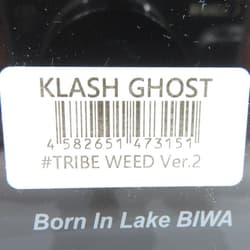 KLASH GHOST
4 582651 473151
#TRIBE WEED Ver.2
Born In Lake BIWA